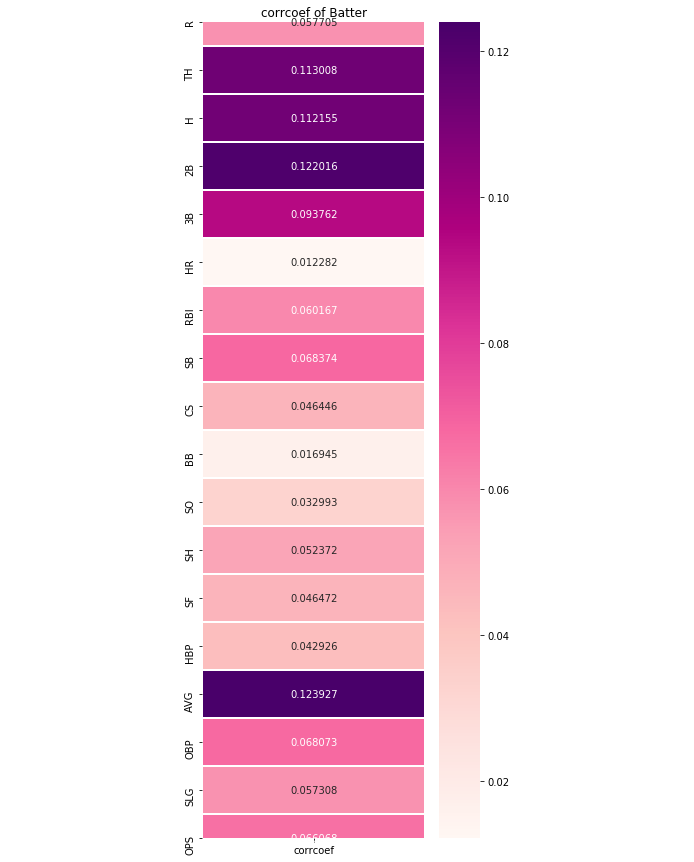 corrcoef of Batter
R 0.057705
TH 0.113008
H 0.112155
2B 0.122016
3B 0.093762
HR 0.012282
RBI 0.060167
SB 0.068374
CS 0.046446
BB 0.016945
SO 0.032993
SH 0.052372
SF 0.046472
HBP 0.042926
AVG 0.123927
OBP 0.068073
SLG 0.057308
OPS 0.066068
corrcoef
0.12
0.10
0.08
0.06
0.04
0.02